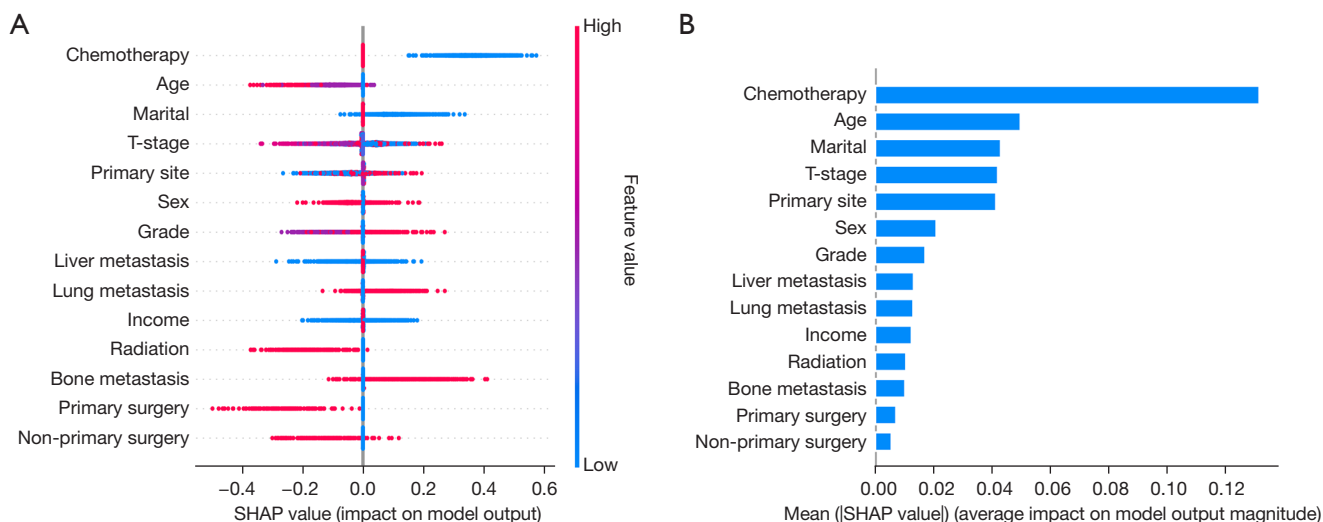 A
Chemotherapy
Age
Marital
T-stage
Primary site
Sex
Grade
Liver metastasis
Lung metastasis
Income
Radiation
Bone metastasis
Primary surgery
Non-primary surgery
−0.4 −0.2 0.0 0.2 0.4 0.6
SHAP value (impact on model output)
High
Feature value
Low
B
Chemotherapy
Age
Marital
T-stage
Primary site
Sex
Grade
Liver metastasis
Lung metastasis
Income
Radiation
Bone metastasis
Primary surgery
Non-primary surgery
0.00 0.02 0.04 0.06 0.08 0.10 0.12
Mean (|SHAP value|) (average impact on model output magnitude)